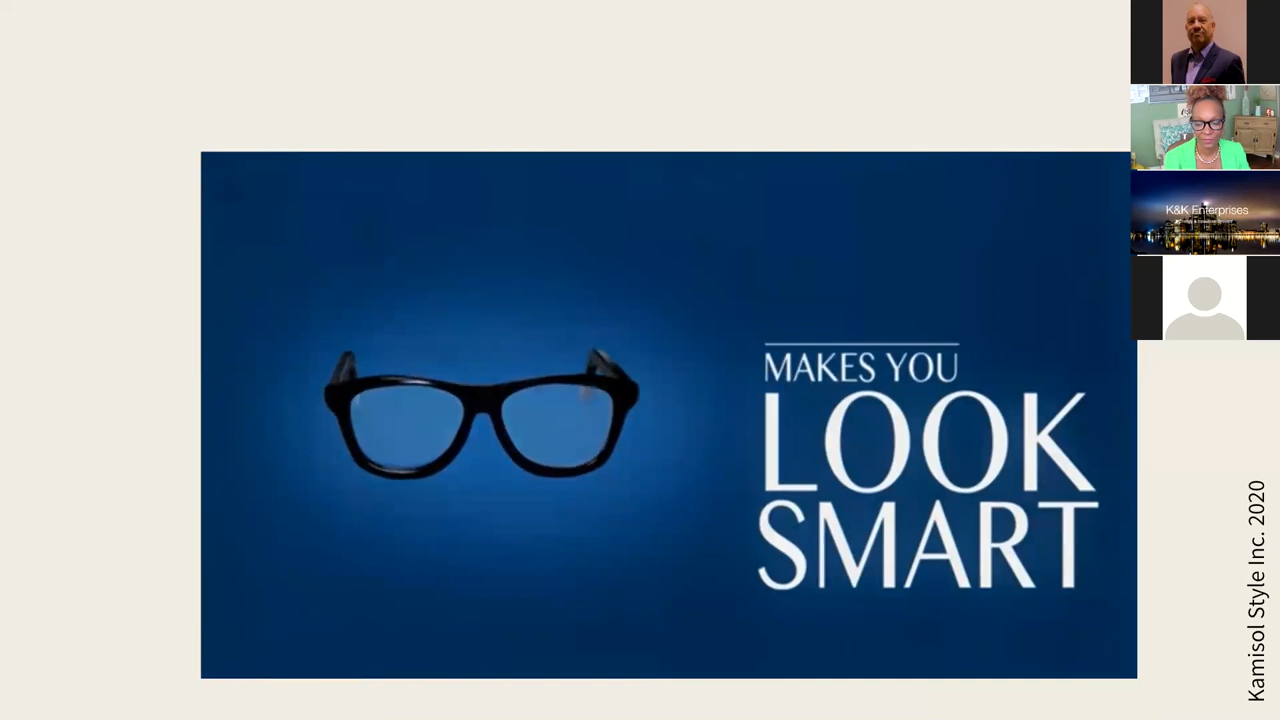 MAKES YOU
LOOK
SMART
K&K Enterprises
Kamisol Style Inc. 2020